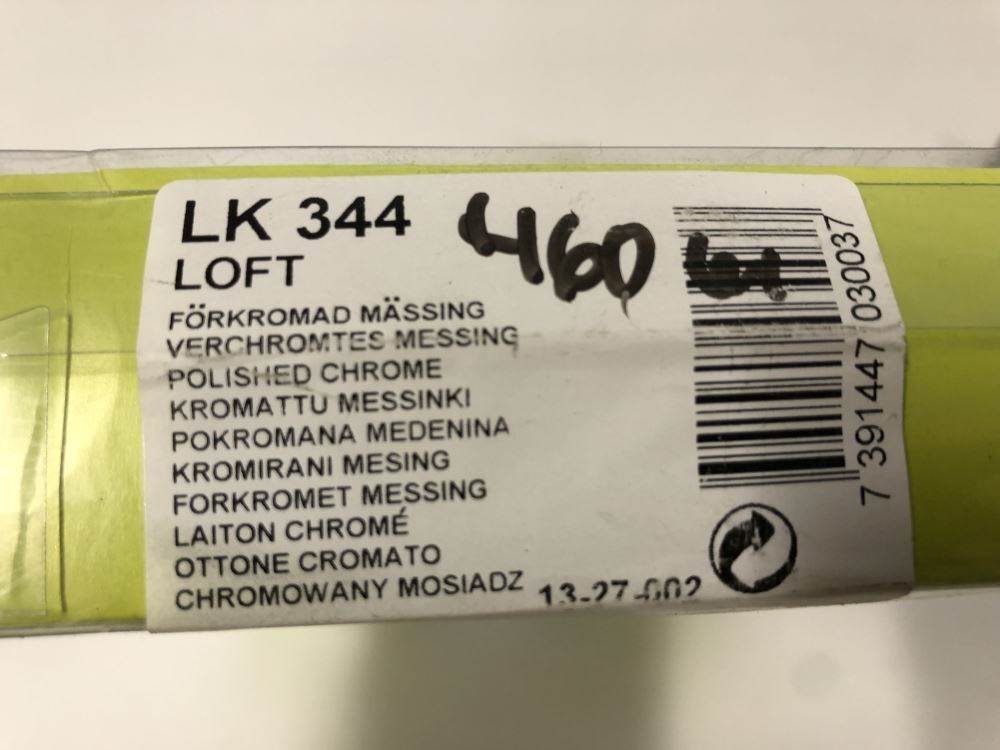 LK 344
460 kr
LOFT
FÖRKROMAD MÄSSING
VERCHROMTES MESSING
POLISHED CHROME
KROMATTU MESSINKI
POKROMANA MEDENINA
KROMIRANI MESING
FORKROMET MESSING
LAITON CHROMÉ
OTTONE CROMATO
CHROMOWANY MOSIADZ
13-27-002
7 391447 030037